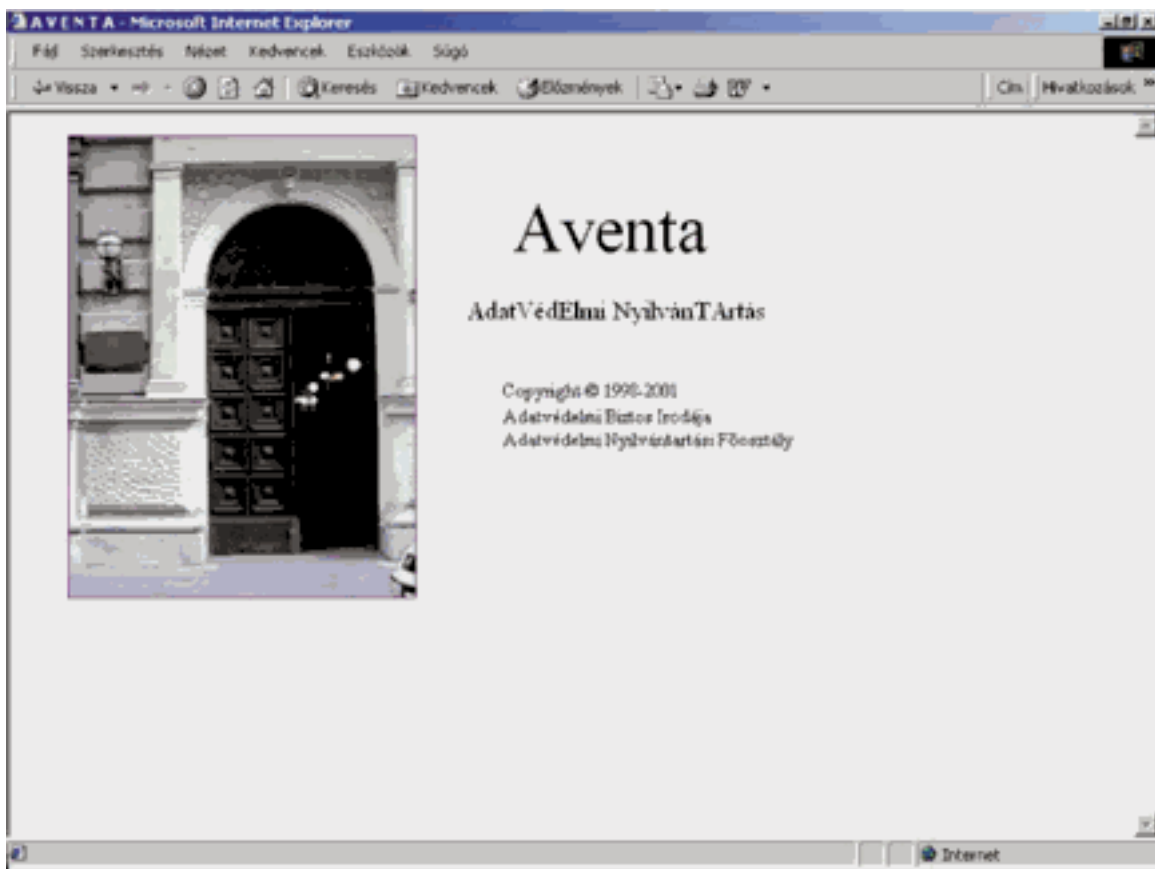 A V E N T A - Microsoft Internet Explorer
Fájl Szerkesztés Nézet Kedvencek Eszközök Súgó
Vissza Keresés Kedvencek Előzmények Cím Hivatkozások »
Aventa
AdatVédElmi NyilvánTArtás
Copyright © 1998-2001
Adatvédelmi Biztos Irodája
Adatvédelmi Nyilvántartási Főosztály
Internet